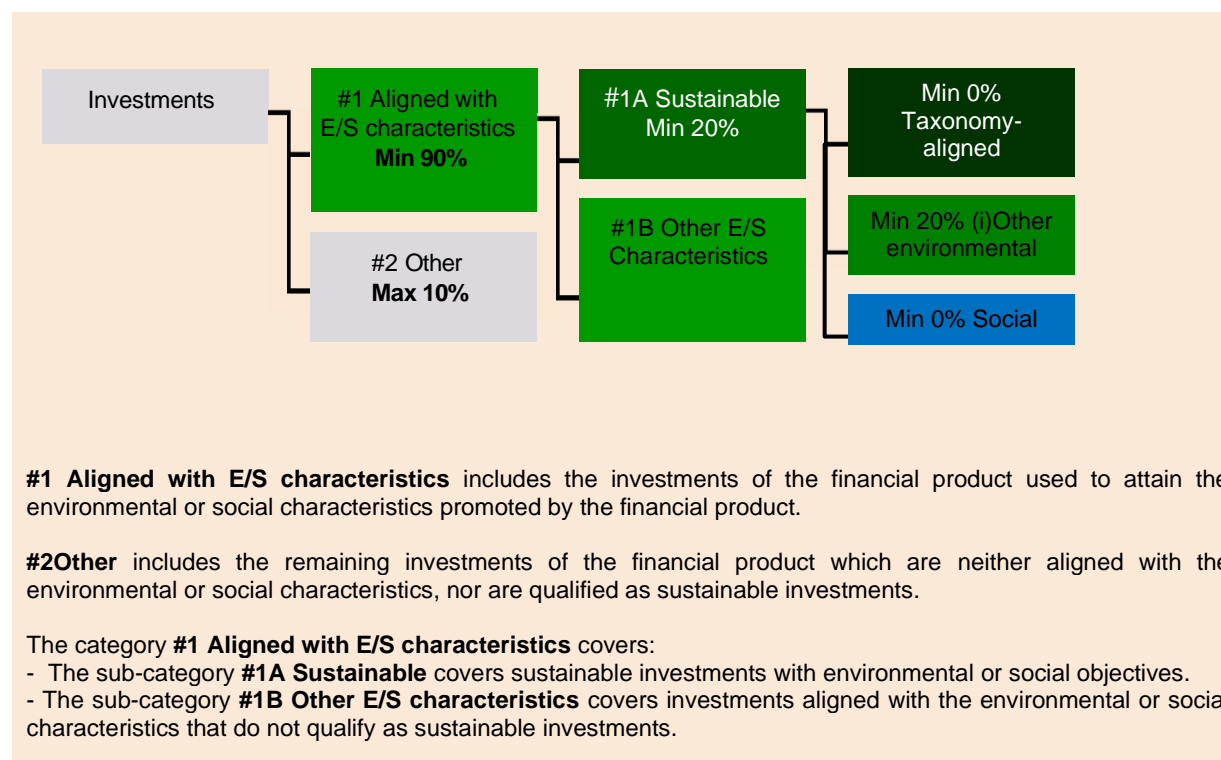 Investments
#1 Aligned with
E/S characteristics
Min 90%
#2 Other
Max 10%
#1A Sustainable
Min 20%
#1B Other E/S
Characteristics
Min 0%
Taxonomy-
aligned
Min 20% (i)Other
environmental
Min 0% Social
#1 Aligned with E/S characteristics includes the investments of the financial product used to attain the
environmental or social characteristics promoted by the financial product.
#2Other includes the remaining investments of the financial product which are neither aligned with the
environmental or social characteristics, nor are qualified as sustainable investments.
The category #1 Aligned with E/S characteristics covers:
- The sub-category #1A Sustainable covers sustainable investments with environmental or social objectives.
- The sub-category #1B Other E/S characteristics covers investments aligned with the environmental or social
characteristics that do not qualify as sustainable investments.